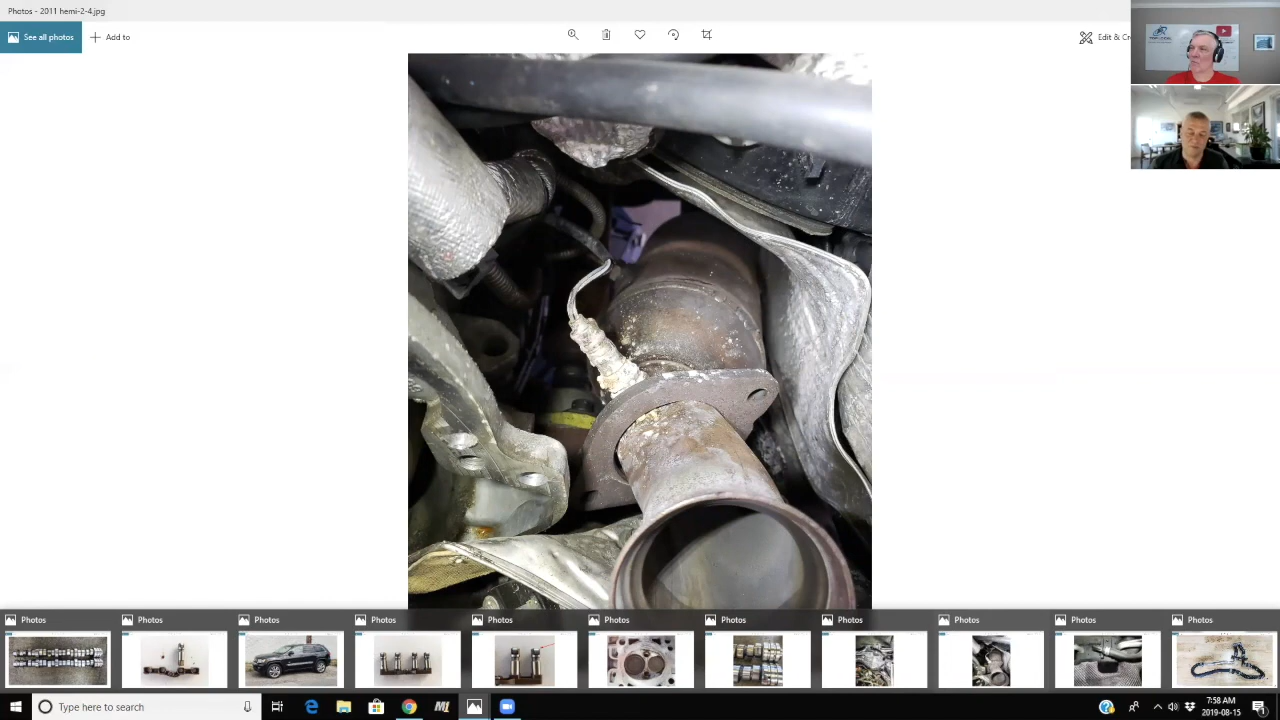 Photos - 2011 hemi-2-4.jpg
See all photos
Add to
Edit & Cr
Photos
Photos
Photos
Photos
Photos
Photos
Photos
Photos
Photos
Photos
Photos
Type here to search
7:58 AM
2019-08-15
1